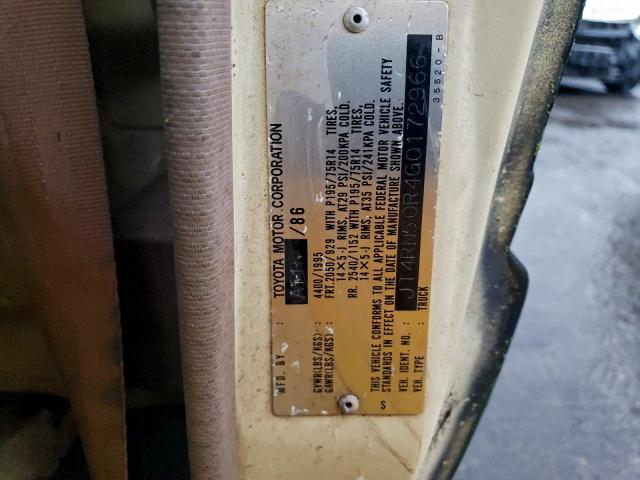 MFD. BY : TOYOTA MOTOR CORPORATION
/86
GVWR(LBS/KGS) : 4400/1995
GAWR(LBS/KGS) : FRT.2050/929 WITH P195/75R14 TIRES,
14×5-J RIMS, AT29 PSI/200KPA COLD.
RR. 2540/1152 WITH P195/75R14 TIRES,
14×5-J RIMS, AT35 PSI/241KPA COLD.
THIS VEHICLE CONFORMS TO ALL APPLICABLE FEDERAL MOTOR VEHICLE SAFETY
STANDARDS IN EFFECT ON THE DATE OF MANUFACTURE SHOWN ABOVE.
VEH. IDENT. NO. : JT4RN50R4G0172966
VEH. TYPE : TRUCK
S
35520-B